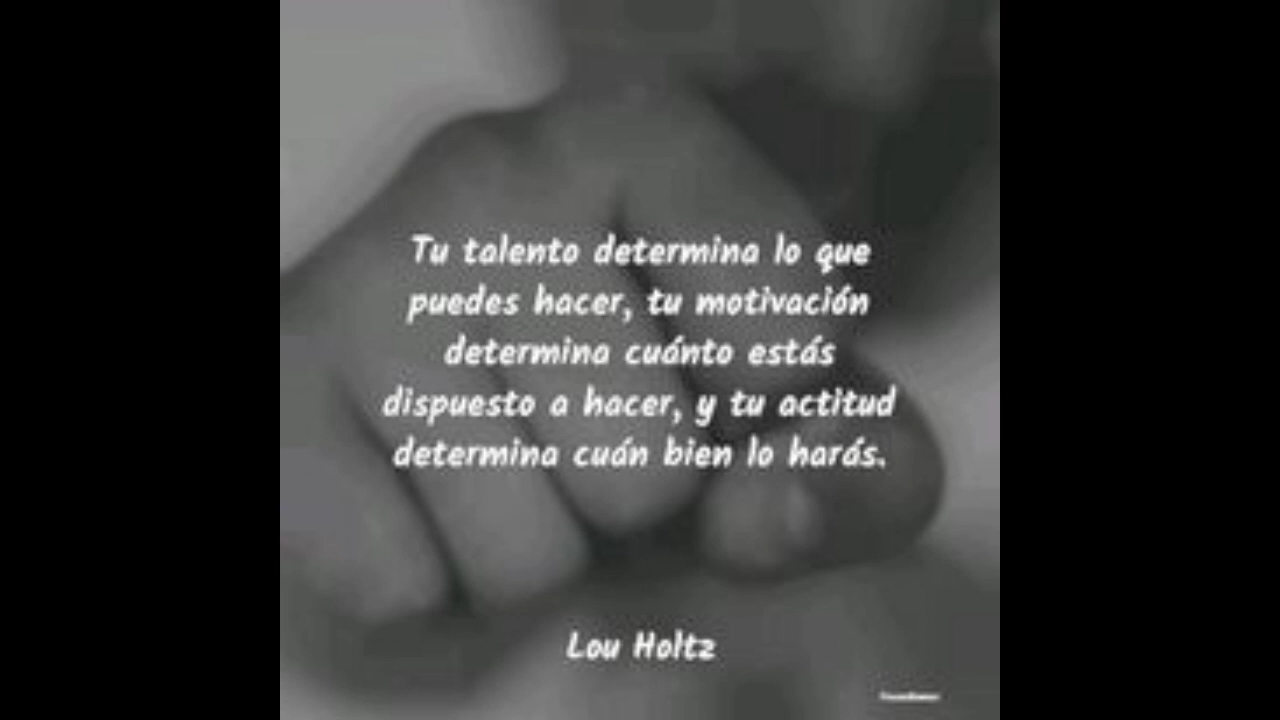 Tu talento determina lo que
puedes hacer, tu motivación
determina cuánto estás
dispuesto a hacer, y tu actitud
determina cuán bien lo harás.
Lou Holtz